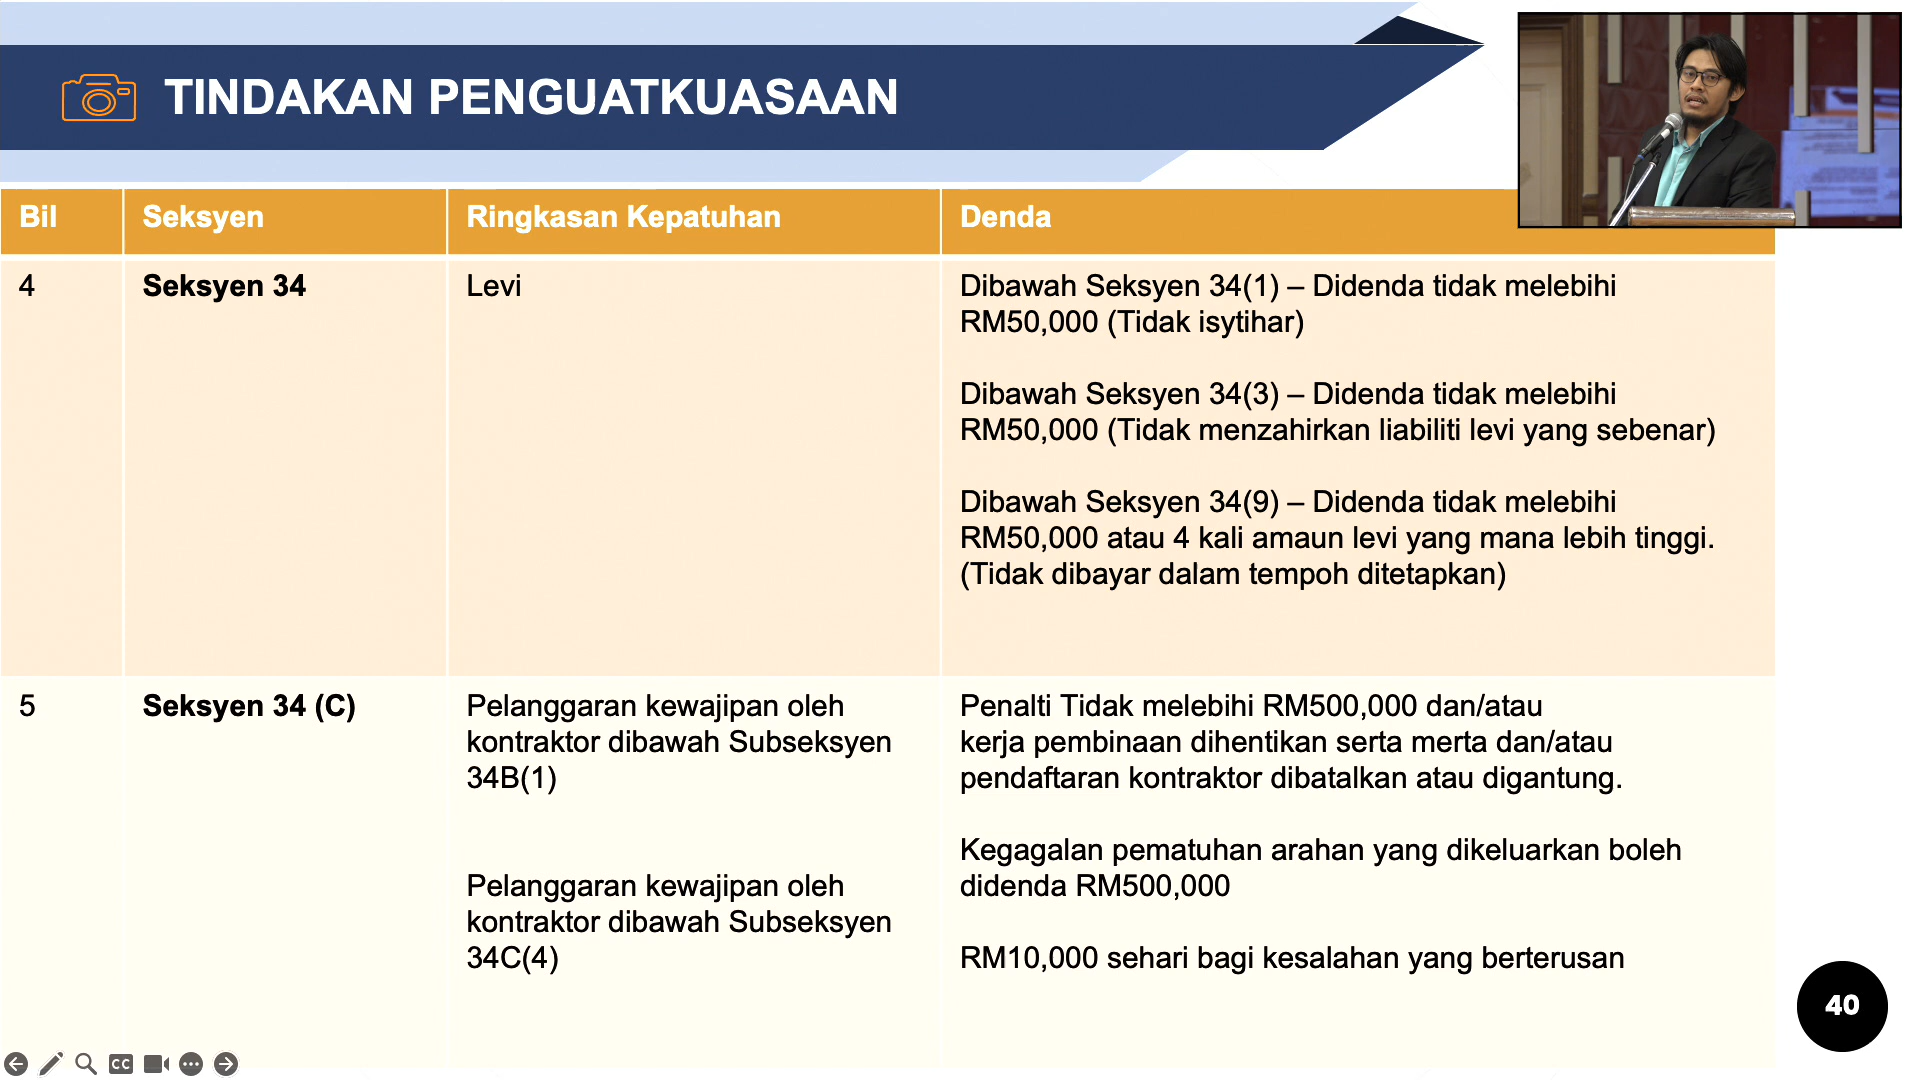 TINDAKAN PENGUATKUASAAN
Bil
Seksyen
Ringkasan Kepatuhan
Denda
4
Seksyen 34
Levi
Dibawah Seksyen 34(1) – Didenda tidak melebihi
RM50,000 (Tidak isytihar)
Dibawah Seksyen 34(3) – Didenda tidak melebihi
RM50,000 (Tidak menzahirkan liabiliti levi yang sebenar)
Dibawah Seksyen 34(9) – Didenda tidak melebihi
RM50,000 atau 4 kali amaun levi yang mana lebih tinggi.
(Tidak dibayar dalam tempoh ditetapkan)
5
Seksyen 34 (C)
Pelanggaran kewajipan oleh
kontraktor dibawah Subseksyen
34B(1)
Pelanggaran kewajipan oleh
kontraktor dibawah Subseksyen
34C(4)
Penalti Tidak melebihi RM500,000 dan/atau
kerja pembinaan dihentikan serta merta dan/atau
pendaftaran kontraktor dibatalkan atau digantung.
Kegagalan pematuhan arahan yang dikeluarkan boleh
didenda RM500,000
RM10,000 sehari bagi kesalahan yang berterusan
40
CC